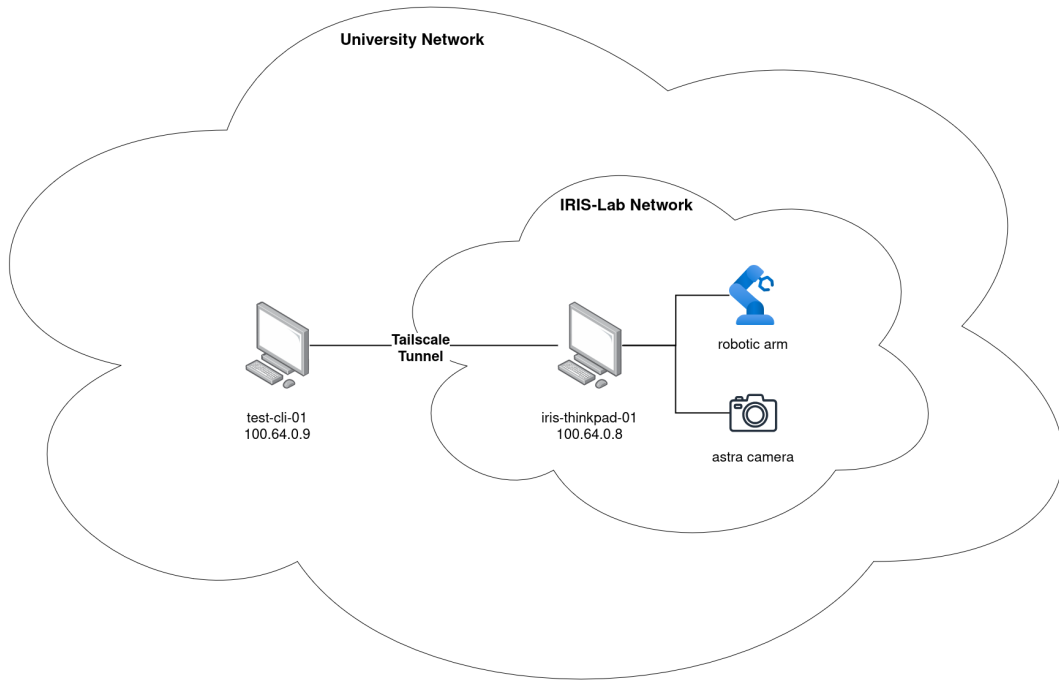 University Network
IRIS-Lab Network
robotic arm
Tailscale
Tunnel
test-cli-01
100.64.0.9
iris-thinkpad-01
100.64.0.8
astra camera